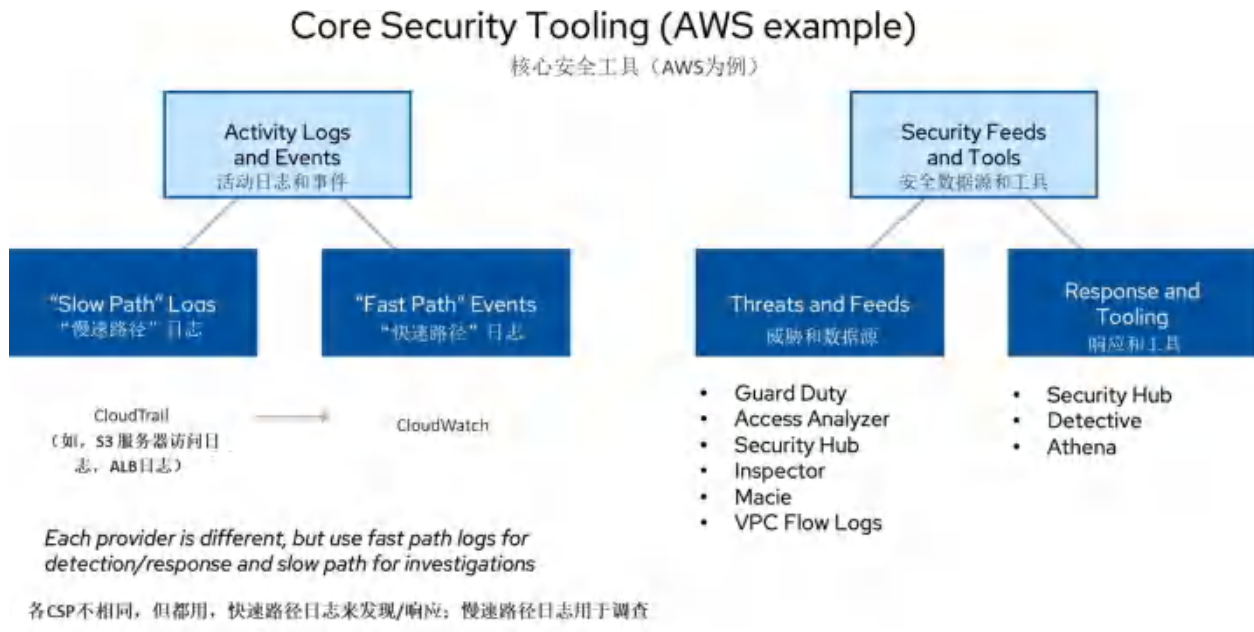 Core Security Tooling (AWS example)
核心安全工具（AWS为例）
Activity Logs
and Events
活动日志和事件
"Slow Path" Logs
"慢速路径"日志
"Fast Path" Events
"快速路径"日志
CloudTrail
（如，S3 服务器访问日
志，ALB日志）
CloudWatch
Each provider is different, but use fast path logs for
detection/response and slow path for investigations
各CSP不相同，但都用，快速路径日志来发现/响应；慢速路径日志用于调查
Security Feeds
and Tools
安全数据源和工具
Threats and Feeds
威胁和数据源
• Guard Duty
• Access Analyzer
• Security Hub
• Inspector
• Macie
• VPC Flow Logs
Response and
Tooling
响应和工具
• Security Hub
• Detective
• Athena